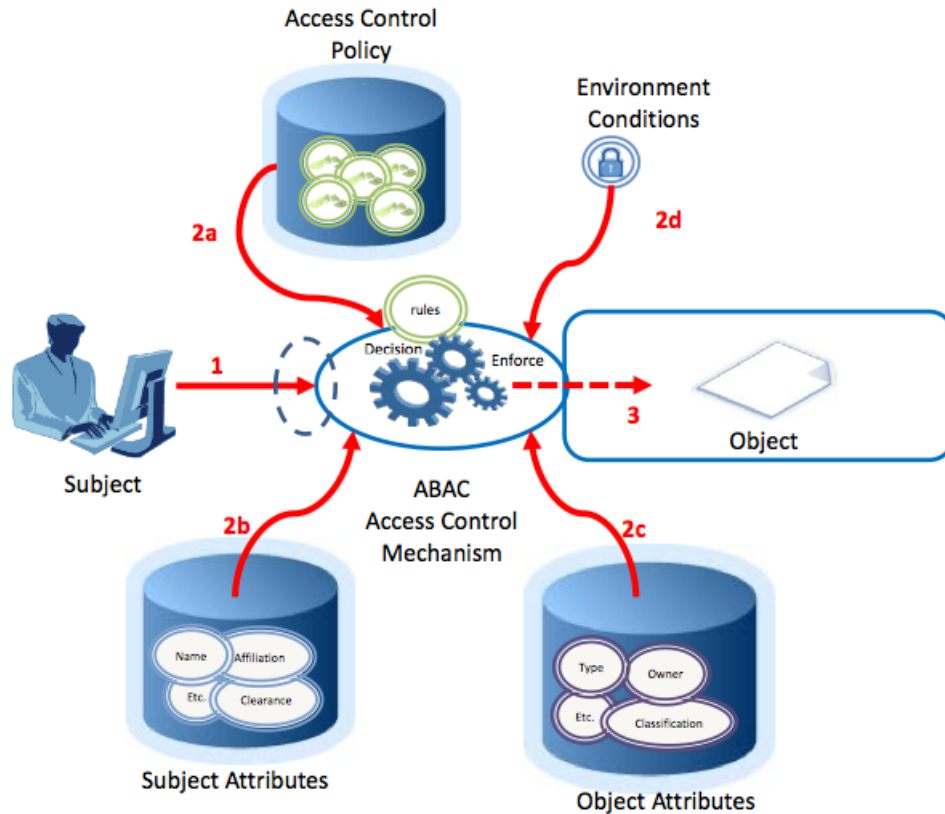 Access Control
Policy
Environment
Conditions
2a
2d
rules
Decision
Enforce
1
3
Subject
Object
ABAC
Access Control
Mechanism
2b
2c
Name
Affiliation
Etc.
Clearance
Type
Owner
Etc.
Classification
Subject Attributes
Object Attributes